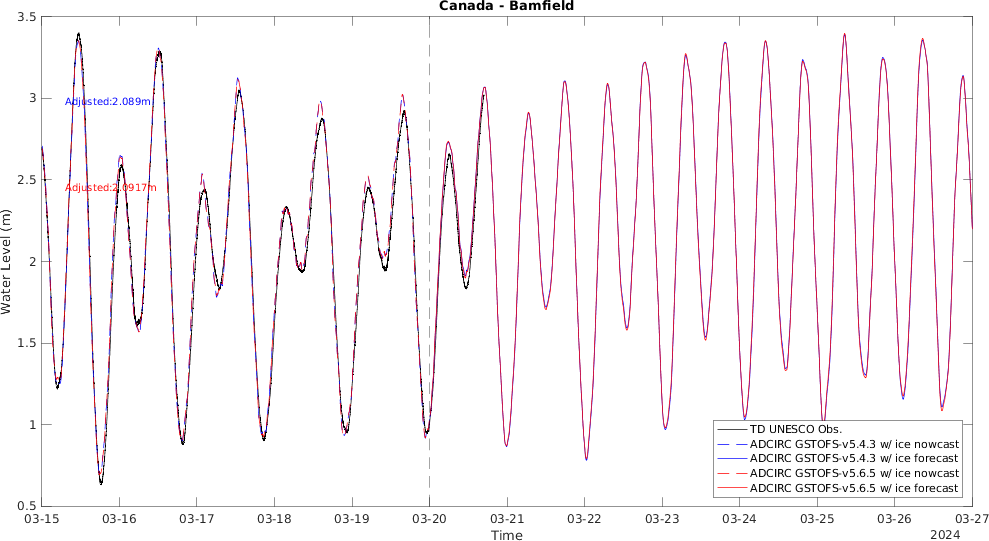 Canada - Bamfield
3.5
3
2.5
2
1.5
1
0.5
Water Level (m)
Adjusted:2.089m
Adjusted:2.0917m
TD UNESCO Obs.
ADCIRC GSTOFS-v5.4.3 w/ ice nowcast
ADCIRC GSTOFS-v5.4.3 w/ ice forecast
ADCIRC GSTOFS-v5.6.5 w/ ice nowcast
ADCIRC GSTOFS-v5.6.5 w/ ice forecast
03-15 03-16 03-17 03-18 03-19 03-20 03-21 03-22 03-23 03-24 03-25 03-26 03-27
Time
2024